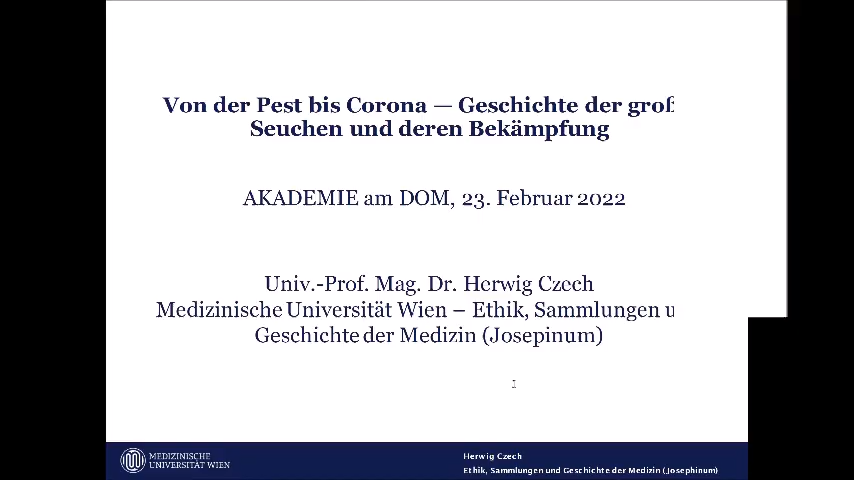 Von der Pest bis Corona — Geschichte der groß
Seuchen und deren Bekämpfung
AKADEMIE am DOM, 23. Februar 2022
Univ.-Prof. Mag. Dr. Herwig Czech
Medizinische Universität Wien – Ethik, Sammlungen u
Geschichte der Medizin (Josepinum)
MEDIZINISCHE
UNIVERSITÄT WIEN
Herwig Czech
Ethik, Sammlungen und Geschichte der Medizin (Josephinum)